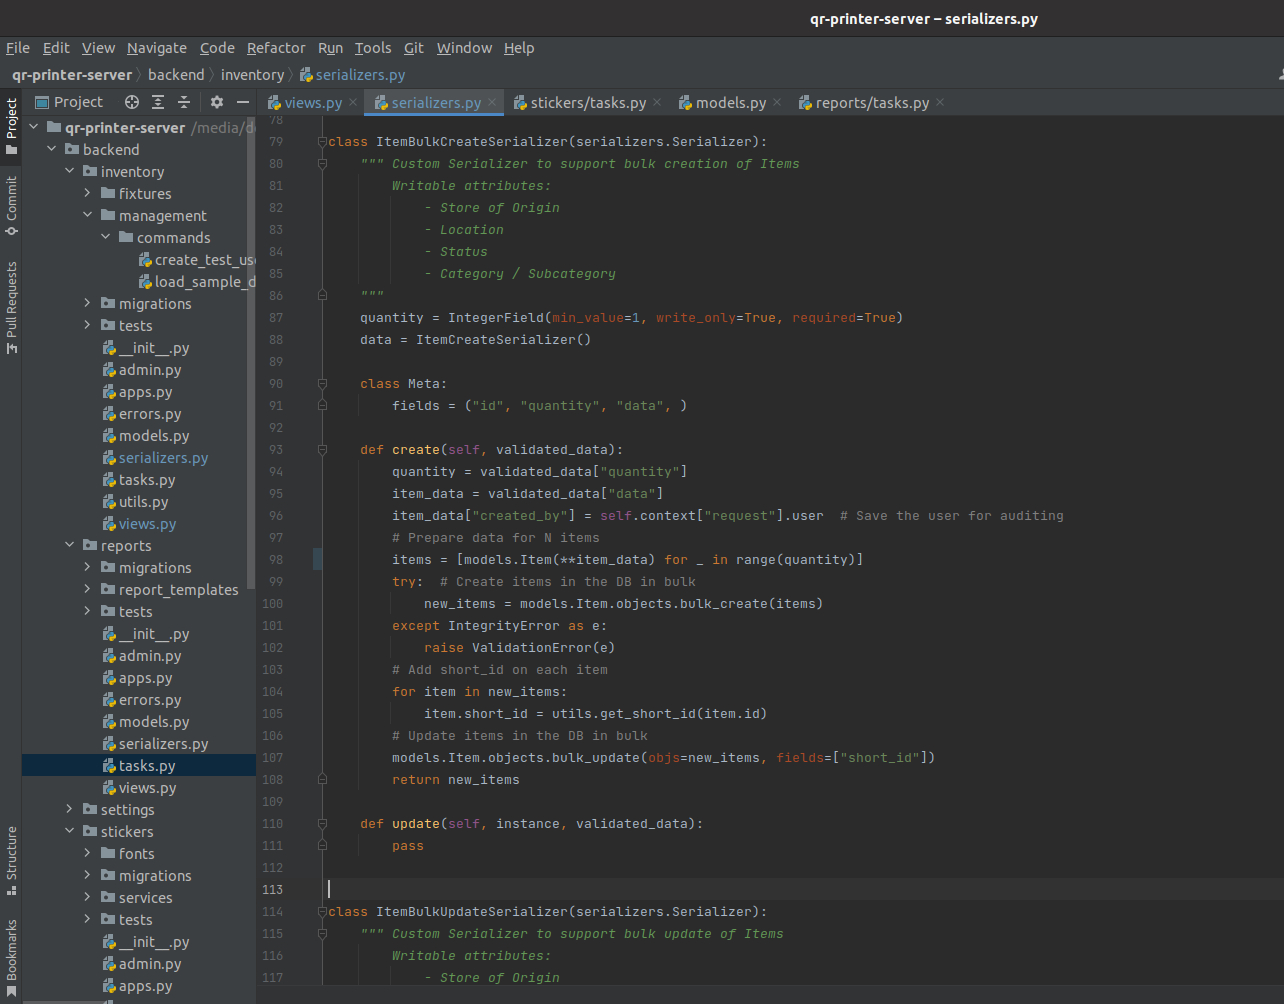 qr-printer-server – serializers.py
File Edit View Navigate Code Refactor Run Tools Git Window Help
qr-printer-server backend inventory serializers.py
Project
Commit
Pull Requests
Structure
Bookmarks
Project
qr-printer-server /media/d
backend
inventory
fixtures
management
commands
create_test_us
load_sample_d
migrations
tests
__init__.py
admin.py
apps.py
errors.py
models.py
serializers.py
tasks.py
utils.py
views.py
reports
migrations
report_templates
tests
__init__.py
admin.py
apps.py
errors.py
models.py
serializers.py
tasks.py
views.py
settings
stickers
fonts
migrations
services
tests
__init__.py
admin.py
apps.py
views.py serializers.py stickers/tasks.py models.py reports/tasks.py
78
79 class ItemBulkCreateSerializer(serializers.Serializer):
80 """ Custom Serializer to support bulk creation of Items
81 Writable attributes:
82 - Store of Origin
83 - Location
84 - Status
85 - Category / Subcategory
86 """
87 quantity = IntegerField(min_value=1, write_only=True, required=True)
88 data = ItemCreateSerializer()
89
90 class Meta:
91 fields = ("id", "quantity", "data", )
92
93 def create(self, validated_data):
94 quantity = validated_data["quantity"]
95 item_data = validated_data["data"]
96 item_data["created_by"] = self.context["request"].user # Save the user for auditing
97 # Prepare data for N items
98 items = [models.Item(**item_data) for _ in range(quantity)]
99 try: # Create items in the DB in bulk
100 new_items = models.Item.objects.bulk_create(items)
101 except IntegrityError as e:
102 raise ValidationError(e)
103 # Add short_id on each item
104 for item in new_items:
105 item.short_id = utils.get_short_id(item.id)
106 # Update items in the DB in bulk
107 models.Item.objects.bulk_update(objs=new_items, fields=["short_id"])
108 return new_items
109
110 def update(self, instance, validated_data):
111 pass
112
113
114 class ItemBulkUpdateSerializer(serializers.Serializer):
115 """ Custom Serializer to support bulk update of Items
116 Writable attributes:
117 - Store of Origin